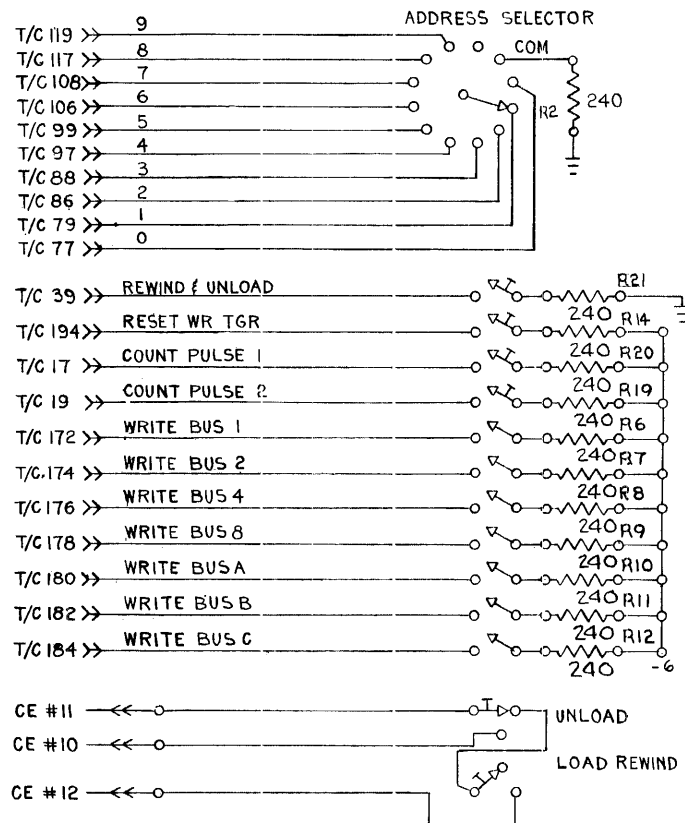 ADDRESS SELECTOR
T/C 119 9
T/C 117 8 COM
T/C 108 7
T/C 106 6 R2 240
T/C 99 5
T/C 97 4
T/C 88 3
T/C 86 2
T/C 79 1
T/C 77 0
T/C 39 REWIND & UNLOAD R21
240
T/C 194 RESET WR TGR R14
240
T/C 17 COUNT PULSE 1 R20
240
T/C 19 COUNT PULSE 2 R19
240
T/C 172 WRITE BUS 1 R6
240
T/C 174 WRITE BUS 2 R7
240
T/C 176 WRITE BUS 4 R8
240
T/C 178 WRITE BUS 8 R9
240
T/C 180 WRITE BUS A R10
240
T/C 182 WRITE BUS B R11
240
T/C 184 WRITE BUS C R12
240 -6
CE #11 UNLOAD
CE #10
LOAD REWIND
CE #12